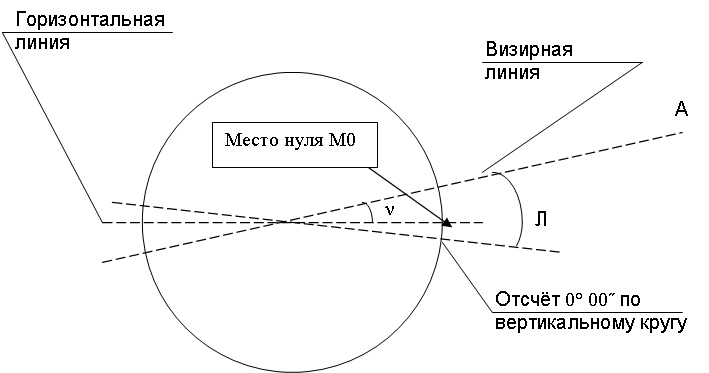 Горизонтальная
линия
Визирная
линия
А
Место нуля М0
ν
Л
Отсчёт 0° 00˝ по
вертикальному кругу